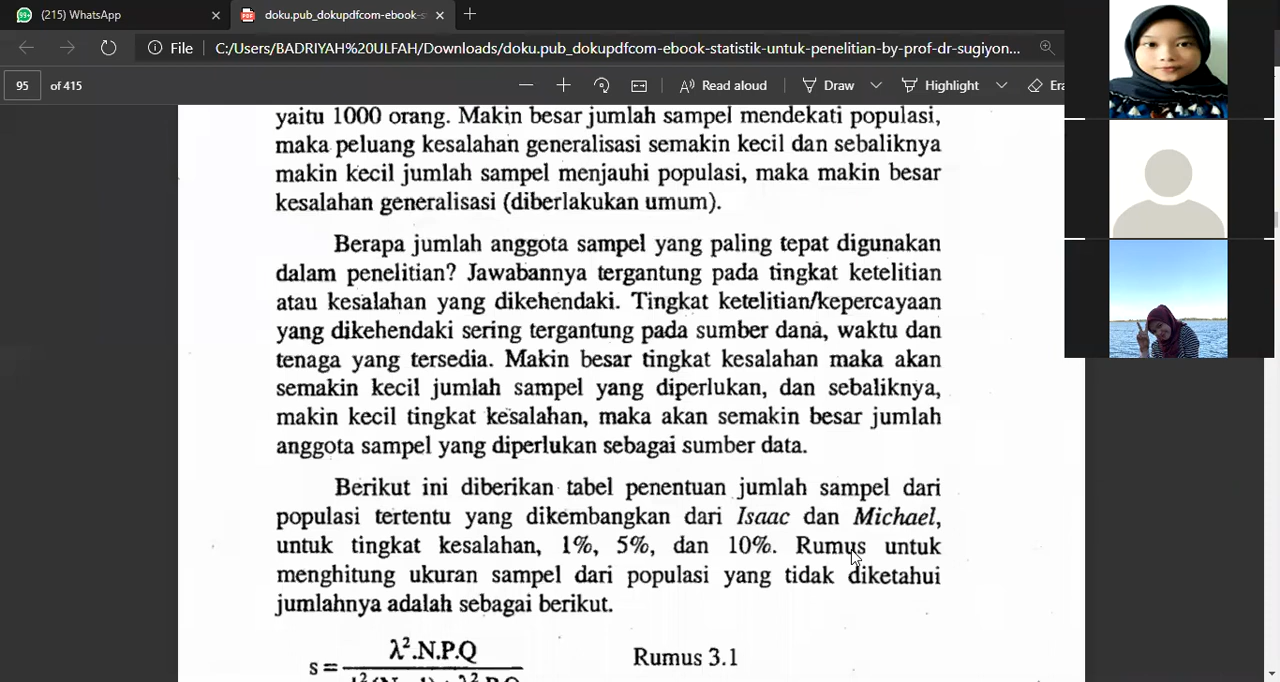 99+
(215) WhatsApp
PDF
doku.pub_dokupdfcom-ebook-s
File
C:/Users/BADRIYAH%20ULFAH/Downloads/doku.pub_dokupdfcom-ebook-statistik-untuk-penelitian-by-prof-dr-sugiyon...
95 of 415
Read aloud
Draw
Highlight
Era
yaitu 1000 orang. Makin besar jumlah sampel mendekati populasi,
maka peluang kesalahan generalisasi semakin kecil dan sebaliknya
makin kecil jumlah sampel menjauhi populasi, maka makin besar
kesalahan generalisasi (diberlakukan umum).
Berapa jumlah anggota sampel yang paling tepat digunakan
dalam penelitian? Jawabannya tergantung pada tingkat ketelitian
atau kesalahan yang dikehendaki. Tingkat ketelitian/kepercayaan
yang dikehendaki sering tergantung pada sumber dana, waktu dan
tenaga yang tersedia. Makin besar tingkat kesalahan maka akan
semakin kecil jumlah sampel yang diperlukan, dan sebaliknya,
makin kecil tingkat kesalahan, maka akan semakin besar jumlah
anggota sampel yang diperlukan sebagai sumber data.
Berikut ini diberikan tabel penentuan jumlah sampel dari
populasi tertentu yang dikembangkan dari Isaac dan Michael,
untuk tingkat kesalahan, 1%, 5%, dan 10%. Rumus untuk
menghitung ukuran sampel dari populasi yang tidak diketahui
jumlahnya adalah sebagai berikut.
λ².N.P.Q
s =
Rumus 3.1